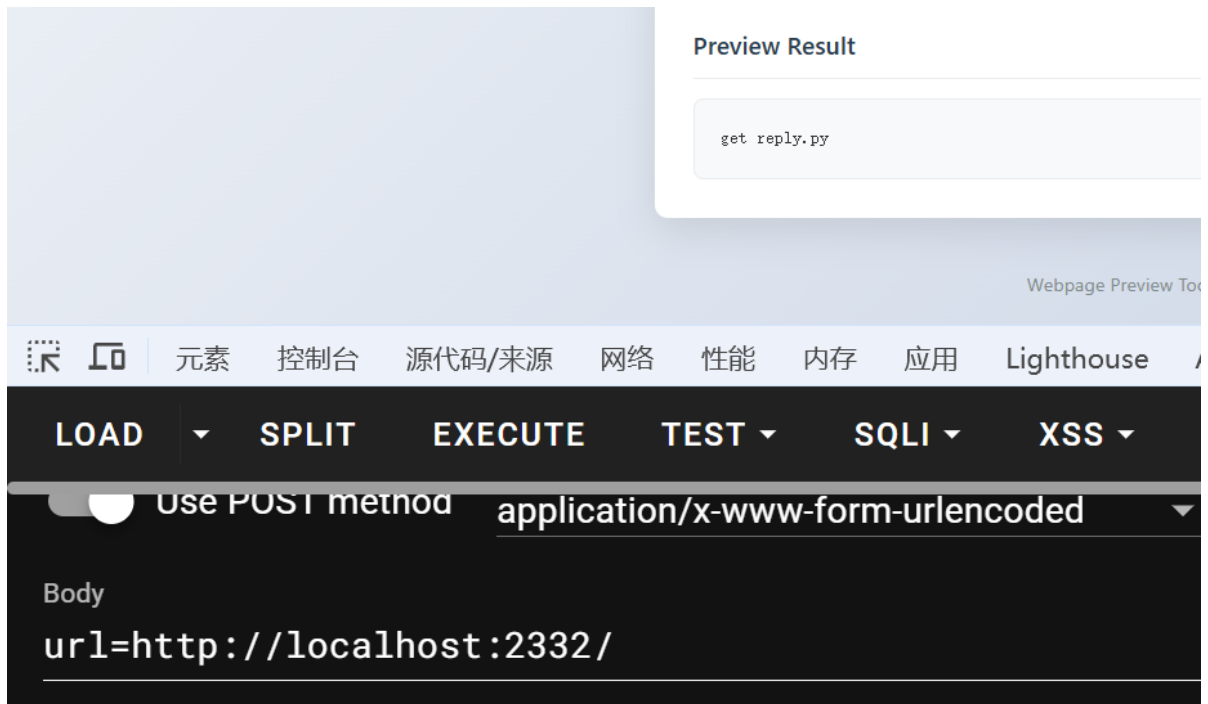 Preview Result
get reply.py
Webpage Preview
元素 控制台 源代码/来源 网络 性能 内存 应用 Lighthouse
LOAD SPLIT EXECUTE TEST SQLI XSS
Use POST method application/x-www-form-urlencoded
Body
url=http://localhost:2332/